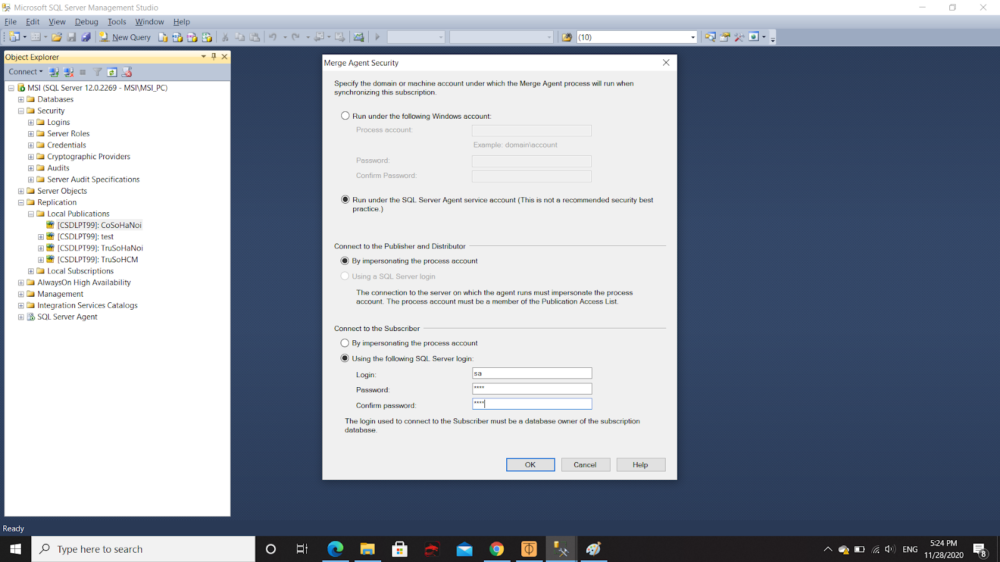 Microsoft SQL Server Management Studio
File Edit View Debug Tools Window Help
New Query
(10)
Object Explorer
Connect
MSI (SQL Server 12.0.2269 - MSI\MSI_PC)
Databases
Security
Logins
Server Roles
Credentials
Cryptographic Providers
Audits
Server Audit Specifications
Server Objects
Replication
Local Publications
[CSDLPT99]: CoSoHaNoi
[CSDLPT99]: test
[CSDLPT99]: TruSoHaNoi
[CSDLPT99]: TruSoHCM
Local Subscriptions
AlwaysOn High Availability
Management
Integration Services Catalogs
SQL Server Agent
Merge Agent Security
Specify the domain or machine account under which the Merge Agent process will run when
synchronizing this subscription.
Run under the following Windows account:
Process account:
Example: domain\account
Password:
Confirm Password:
Run under the SQL Server Agent service account (This is not a recommended security best
practice.)
Connect to the Publisher and Distributor
By impersonating the process account
Using a SQL Server login
The connection to the server on which the agent runs must impersonate the process
account. The process account must be a member of the Publication Access List.
Connect to the Subscriber
By impersonating the process account
Using the following SQL Server login:
Login: sa
Password: ****
Confirm password: ****
The login used to connect to the Subscriber must be a database owner of the subscription
database.
OK Cancel Help
Ready
Type here to search
ENG
5:24 PM
11/28/2020
8